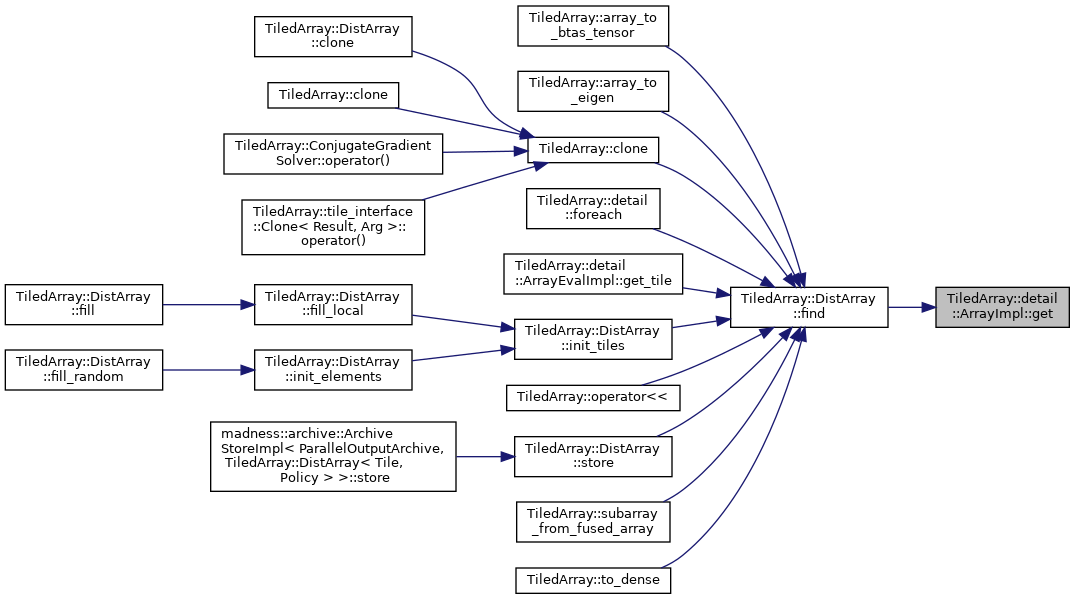 TiledArray::array_to
_btas_tensor
TiledArray::DistArray
::clone
TiledArray::array_to
_eigen
TiledArray::clone
TiledArray::ConjugateGradient
Solver::operator()
TiledArray::clone
TiledArray::tile_interface
::Clone< Result, Arg >::
operator()
TiledArray::detail
::foreach
TiledArray::detail
::ArrayEvalImpl::get_tile
TiledArray::DistArray
::fill
TiledArray::DistArray
::fill_local
TiledArray::DistArray
::find
TiledArray::detail
::ArrayImpl::get
TiledArray::DistArray
::init_tiles
TiledArray::DistArray
::fill_random
TiledArray::DistArray
::init_elements
TiledArray::operator<<
madness::archive::Archive
StoreImpl< ParallelOutputArchive,
TiledArray::DistArray< Tile,
Policy > >::store
TiledArray::DistArray
::store
TiledArray::subarray
_from_fused_array
TiledArray::to_dense